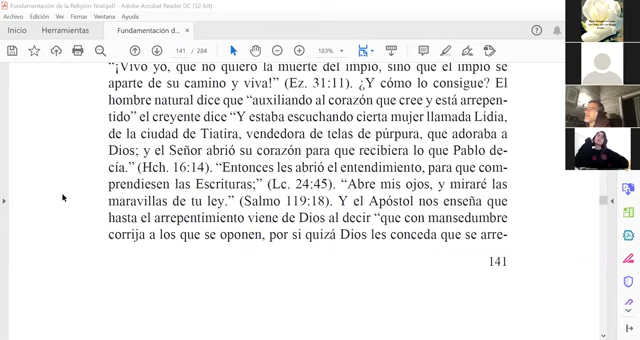 Fundamentación de la Religión-final.pdf - Adobe Acrobat Reader DC (32-bit)
Archivo Edición Ver Firmar Ventana Ayuda
Inicio Herramientas Fundamentación d... ×
141 / 284 183%
“¡Vivo yo, que no quiero la muerte del impío, sino que el impío se
aparte de su camino y viva!” (Ez. 31:11). ¿Y cómo lo consigue? El
hombre natural dice que “auxiliando al corazón que cree y está arrepen-
tido” el creyente dice “Y estaba escuchando cierta mujer llamada Lidia,
de la ciudad de Tiatira, vendedora de telas de púrpura, que adoraba a
Dios; y el Señor abrió su corazón para que recibiera lo que Pablo de-
cía.” (Hch. 16:14). “Entonces les abrió el entendimiento, para que com-
prendiesen las Escrituras;” (Lc. 24:45). “Abre mis ojos, y miraré las
maravillas de tu ley.” (Salmo 119:18). Y el Apóstol nos enseña que
hasta el arrepentimiento viene de Dios al decir “que con mansedumbre
corrija a los que se oponen, por si quizá Dios les conceda que se arre-
141